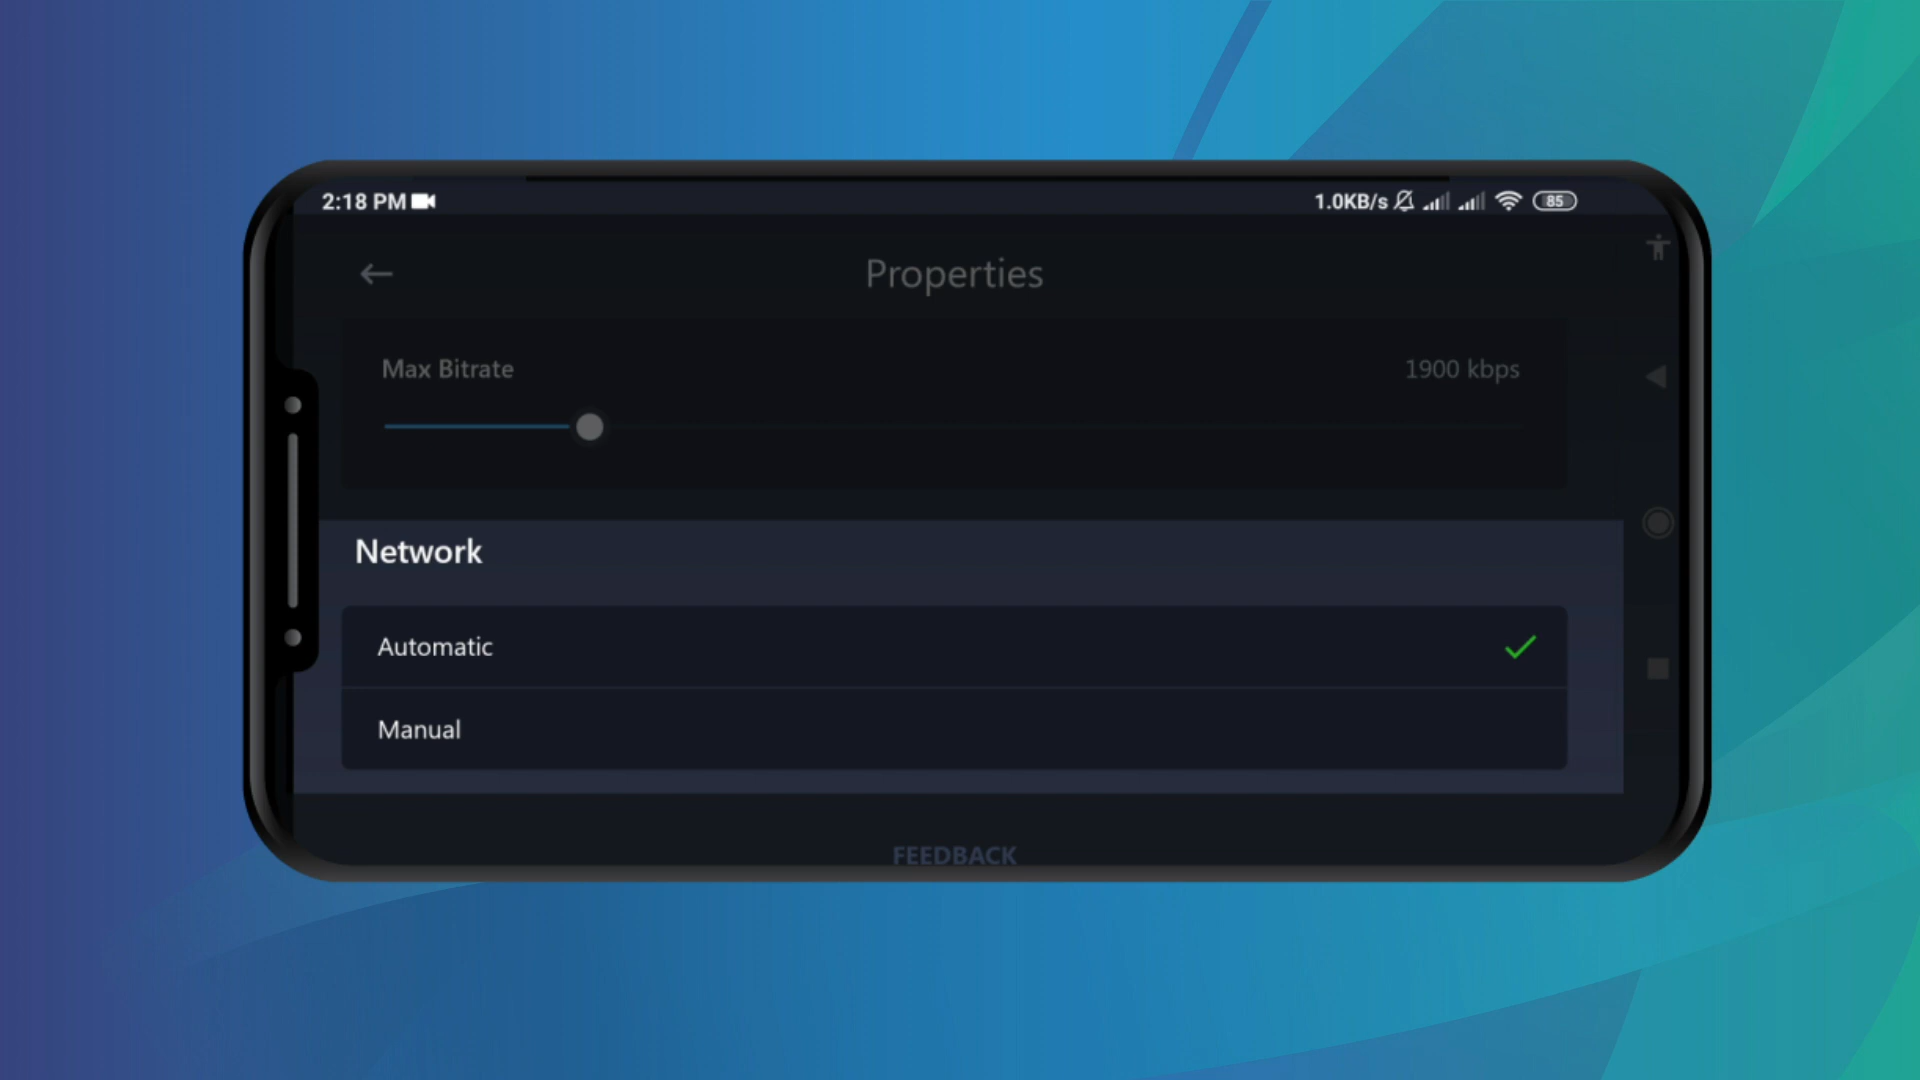 2:18 PM 1.0KB/s 85
Properties
Max Bitrate 1900 kbps
Network
Automatic
Manual
FEEDBACK